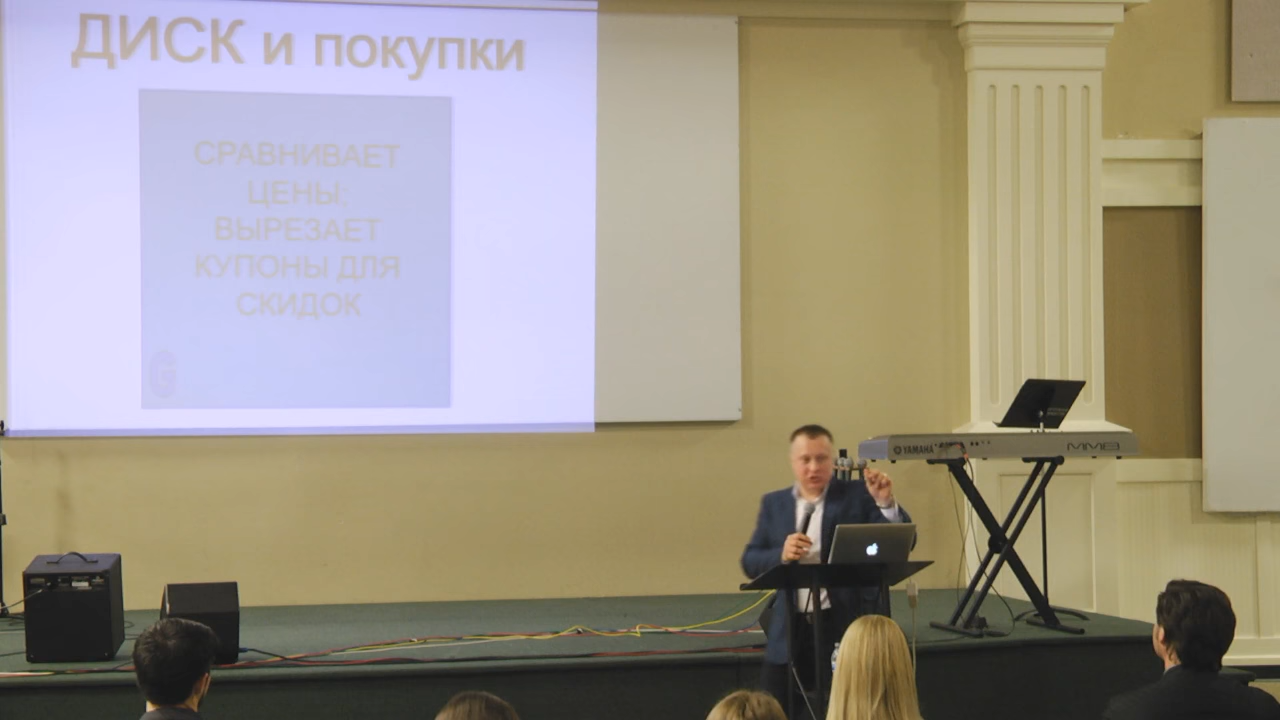 ДИСК и покупки
СРАВНИВАЕТ
ЦЕНЫ;
ВЫРЕЗАЕТ
КУПОНЫ ДЛЯ
СКИДОК
G
YAMAHA
MM8